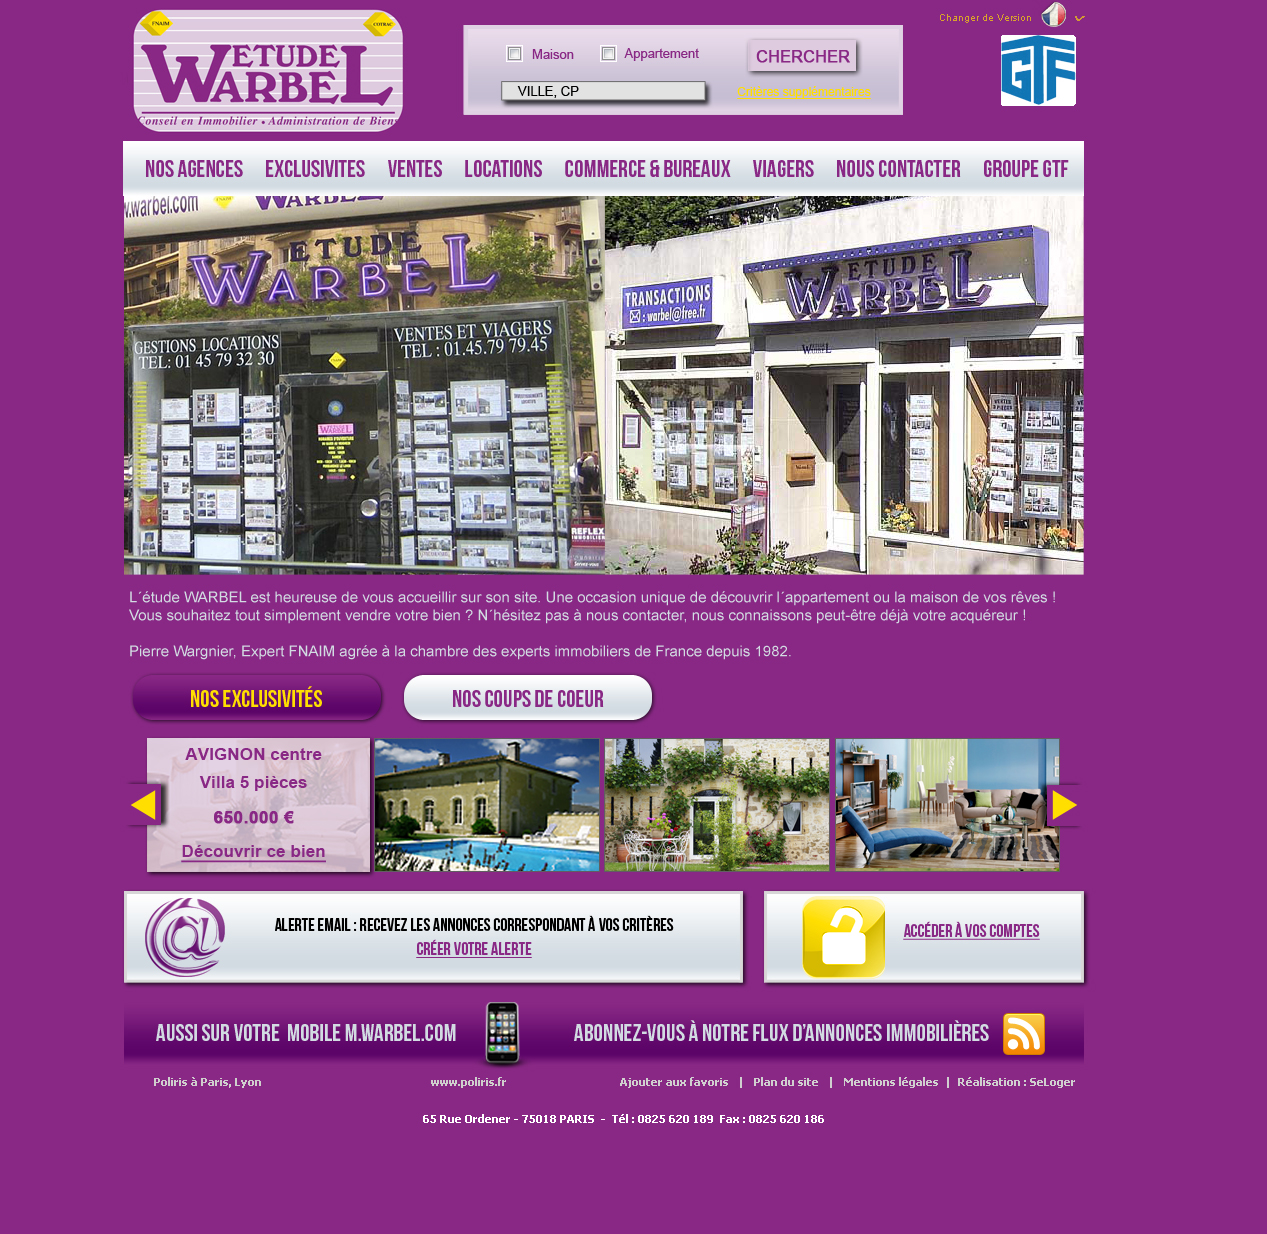 FNAIM
COTRAC
ETUDE
WARBEL
Conseil en Immobilier • Administration de Biens
Maison
Appartement
CHERCHER
VILLE, CP
Critères supplémentaires
Changer de Version
GTF
NOS AGENCES
EXCLUSIVITES
VENTES
LOCATIONS
COMMERCE & BUREAUX
VIAGERS
NOUS CONTACTER
GROUPE GTF
w.warbel.com
WARBEL
ETUDE
WARBEL
GESTIONS LOCATIONS
TEL: 01 45 79 32 30
VENTES ET VIAGERS
TEL : 01.45.79 79.45
WARBEL
REFLEX
IMMOBILIER
TRANSACTIONS
: warbel@free.fr
ETUDE
WARBEL
WARBEL
61
L´étude WARBEL est heureuse de vous accueillir sur son site. Une occasion unique de découvrir l´appartement ou la maison de vos rêves !
Vous souhaitez tout simplement vendre votre bien ? N´hésitez pas à nous contacter, nous connaissons peut-être déjà votre acquéreur !
Pierre Wargnier, Expert FNAIM agrée à la chambre des experts immobiliers de France depuis 1982.
NOS EXCLUSIVITÉS
NOS COUPS DE COEUR
AVIGNON centre
Villa 5 pièces
650.000 €
Découvrir ce bien
ALERTE EMAIL : RECEVEZ LES ANNONCES CORRESPONDANT À VOS CRITÈRES
CRÉER VOTRE ALERTE
ACCÉDER À VOS COMPTES
AUSSI SUR VOTRE MOBILE M.WARBEL.COM
ABONNEZ-VOUS À NOTRE FLUX D'ANNONCES IMMOBILIÈRES
Poliris à Paris, Lyon
www.poliris.fr
Ajouter aux favoris | Plan du site | Mentions légales | Réalisation : SeLoger
65 Rue Ordener - 75018 PARIS - Tél : 0825 620 189 Fax : 0825 620 186